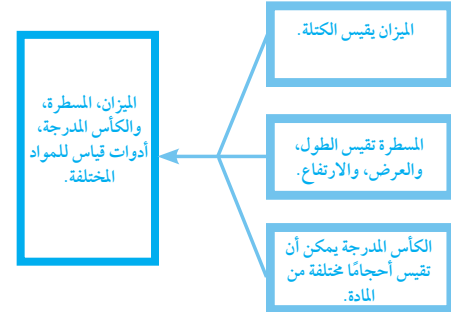 الميزان يقيس الكتلة.
المسطرة تقيس الطول،
والعرض، والارتفاع.
الكأس المدرجة يمكن أن
تقيس أحجامًا مختلفة من
المادة.
الميزان، المسطرة،
والكأس المدرجة،
أدوات قياس للمواد
المختلفة.